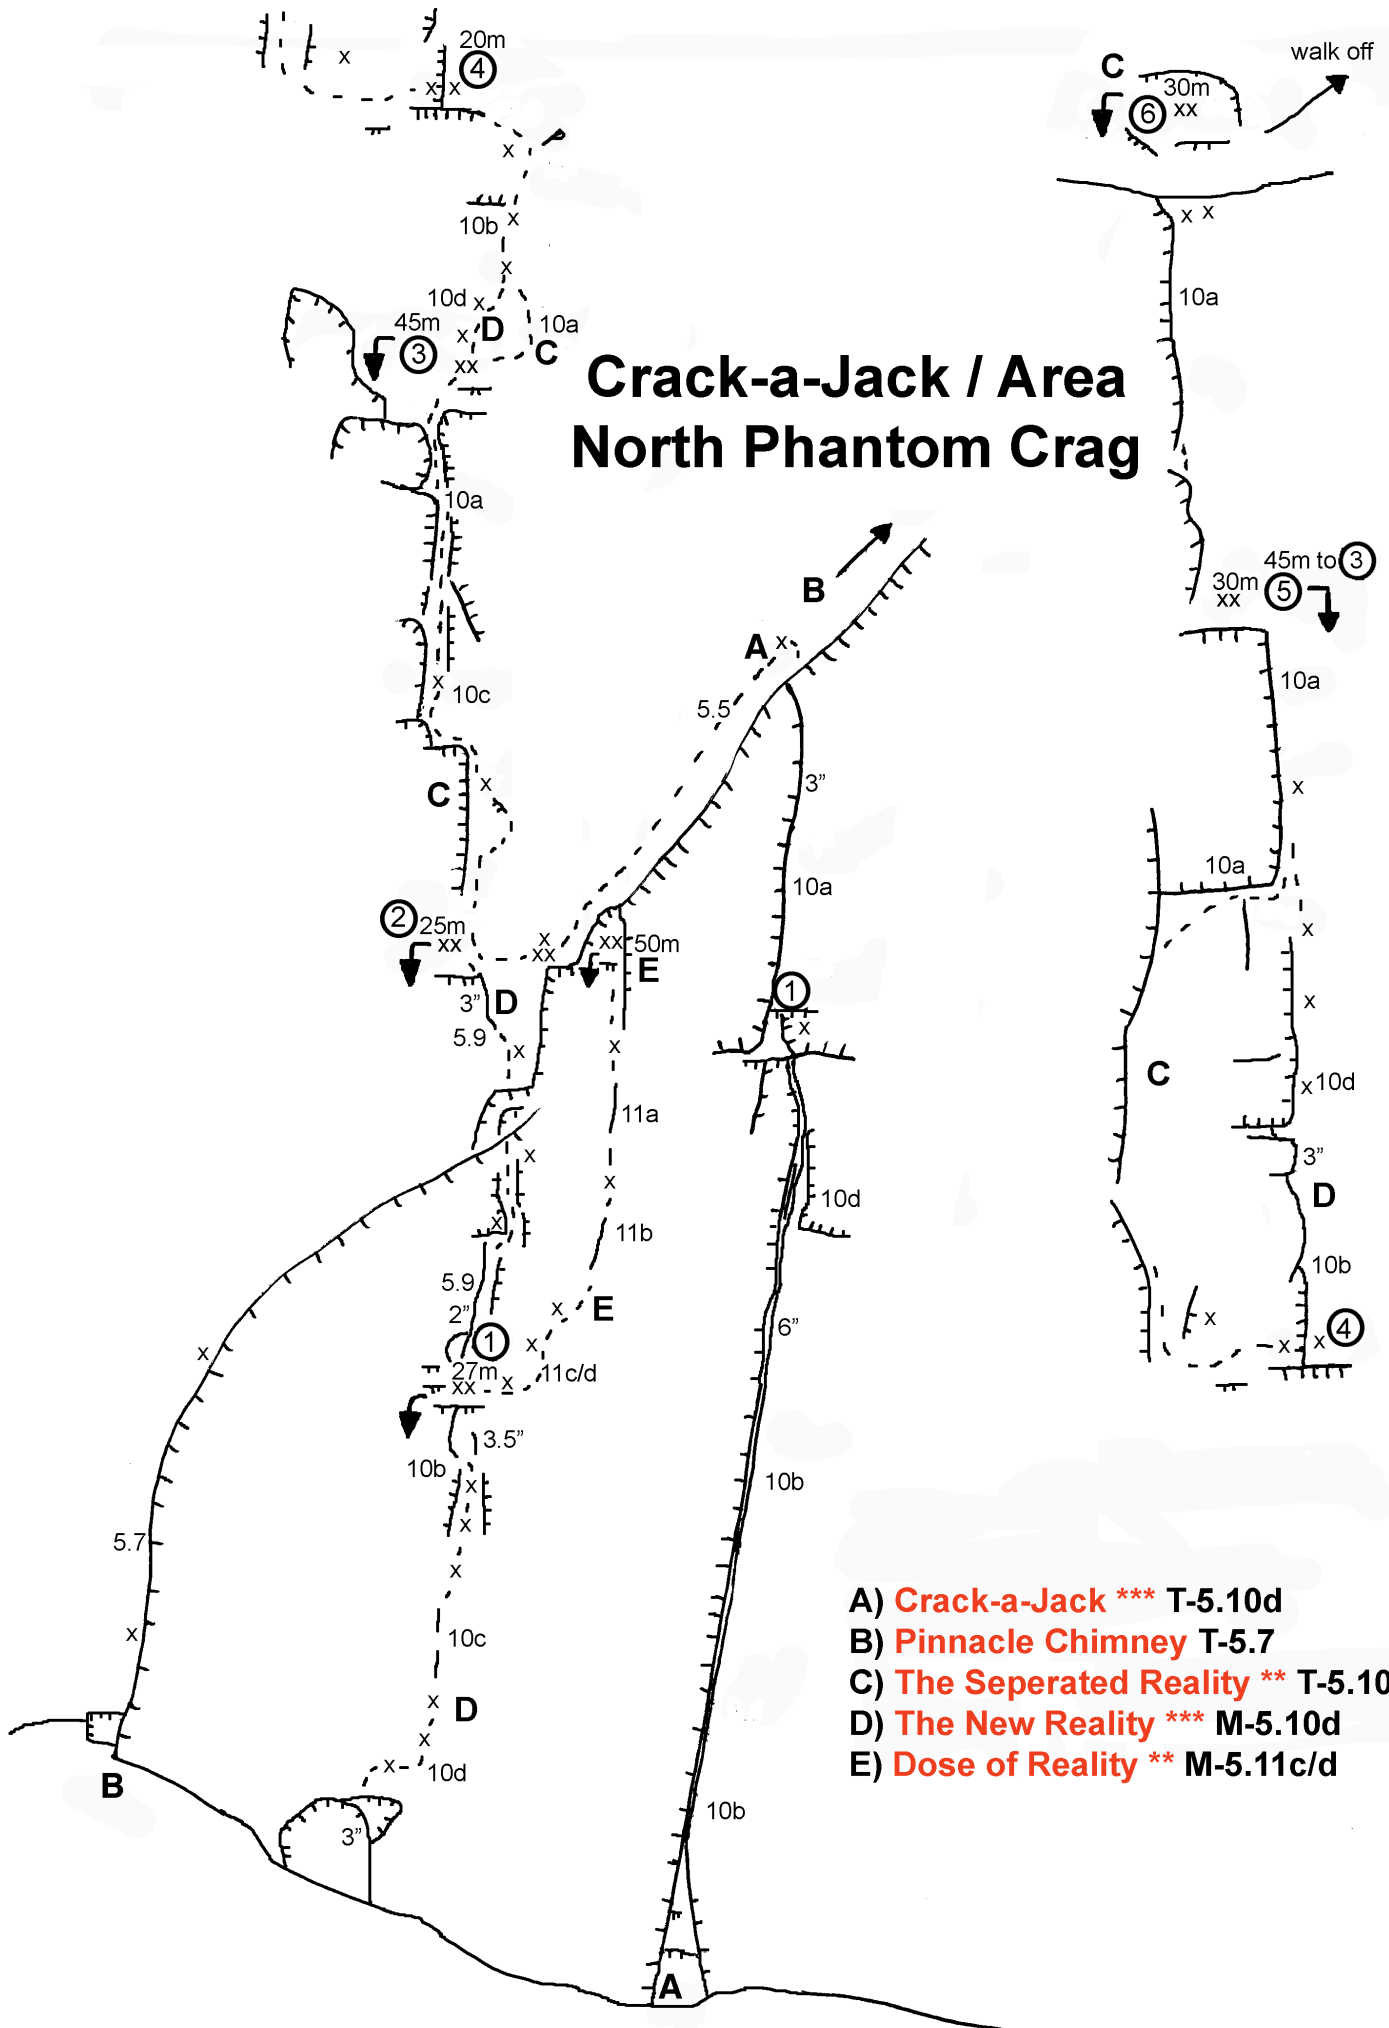 20m
4
x
x x
x
10b x
x
10d x
x D
10a
C
45m
3
xx
C
30m
6 xx
walk off
x x
10a
Crack-a-Jack / Area
North Phantom Crag
10a
45m to 3
30m 5
xx
10a
x
10a
x
x
C
x 10d
3”
D
10b
x
x x 4
B
A x
5.5
3”
10a
x
10c
C
x
2 25m
xx
x
xx
xx 50m
E
3” D
5.9
x
x
11a
x
x
11b
x
5.9
2”
x E
1
x
27m
xx x
11c/d
3.5”
10b
x
x
x
10c
x D
x
x 10d
3”
1
x
10d
6”
10b
10b
A
x
5.7
x
B
A) Crack-a-Jack *** T-5.10d
B) Pinnacle Chimney T-5.7
C) The Seperated Reality ** T-5.10
D) The New Reality *** M-5.10d
E) Dose of Reality ** M-5.11c/d